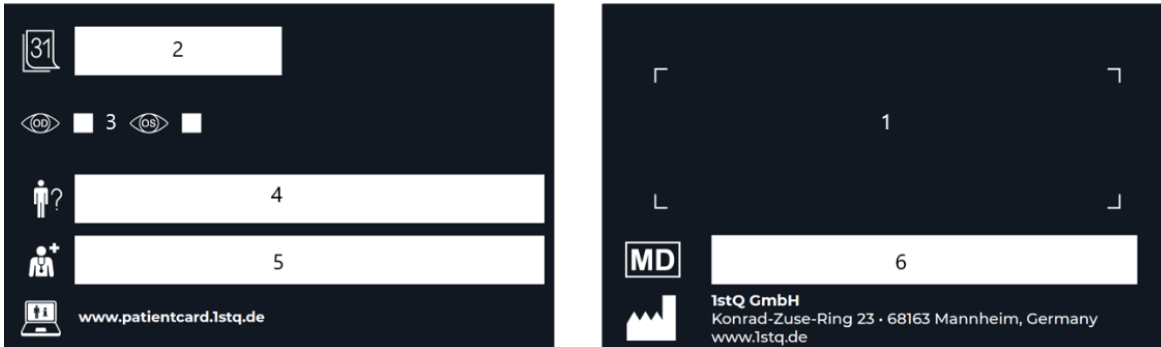 31
2
OD 3 OS
?
4
5
www.patientcard.1stq.de
1
MD
6
1stQ GmbH
Konrad-Zuse-Ring 23 • 68163 Mannheim, Germany
www.1stq.de